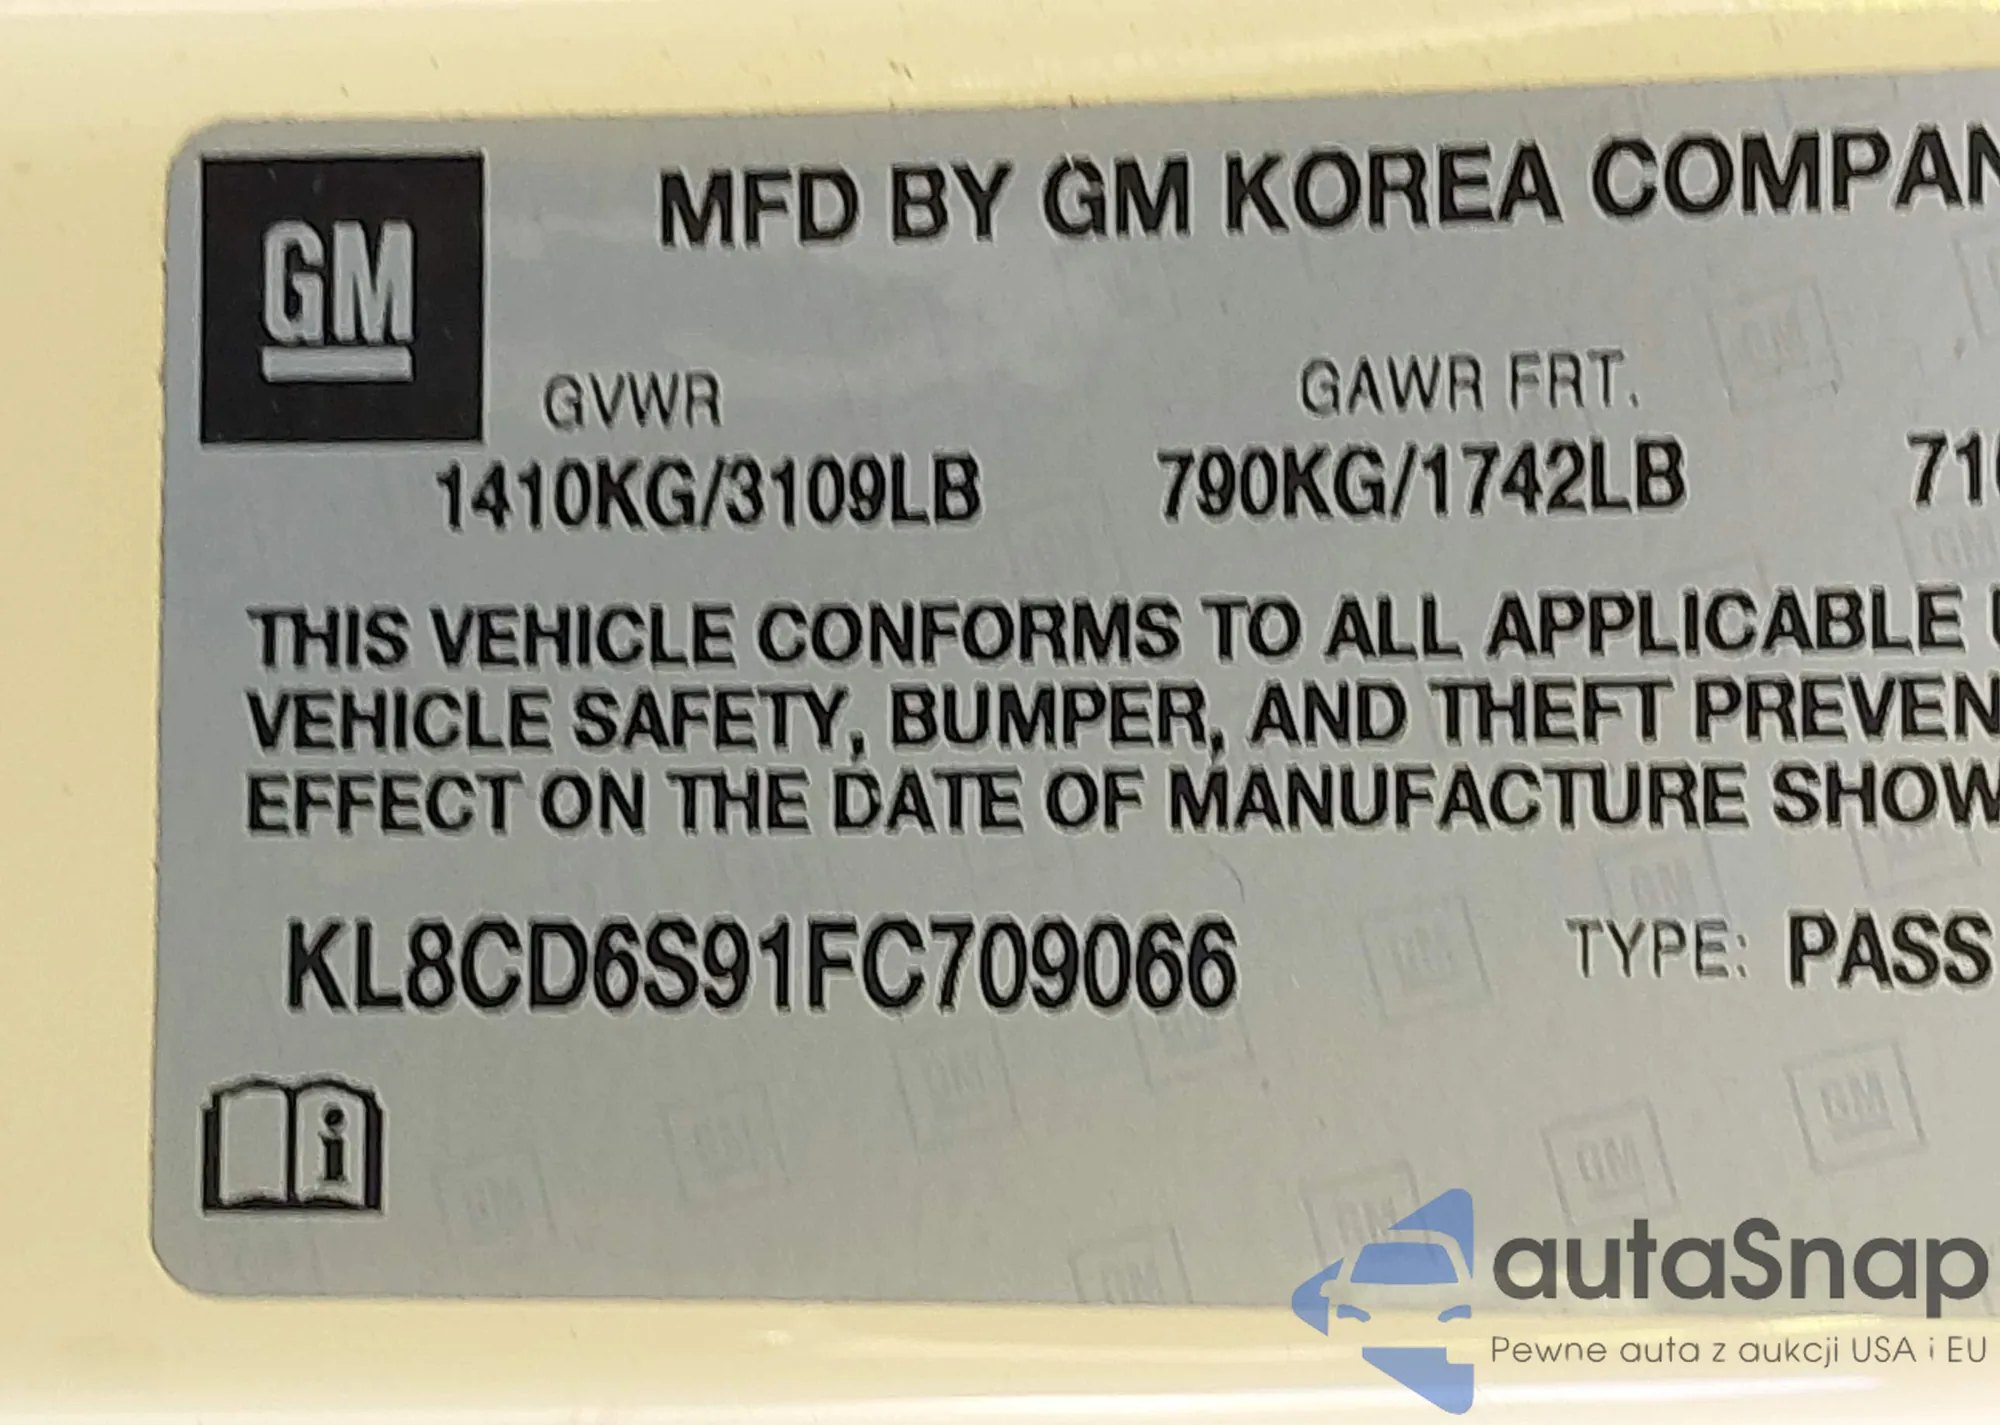 GM
MFD BY GM KOREA COMPAN
GVWR GAWR FRT.
1410KG/3109LB 790KG/1742LB 710
THIS VEHICLE CONFORMS TO ALL APPLICABLE U
VEHICLE SAFETY, BUMPER, AND THEFT PREVEN
EFFECT ON THE DATE OF MANUFACTURE SHOW
KL8CD6S91FC709066 TYPE: PASS
i
autaSnap
Pewne auta z aukcji USA i EU